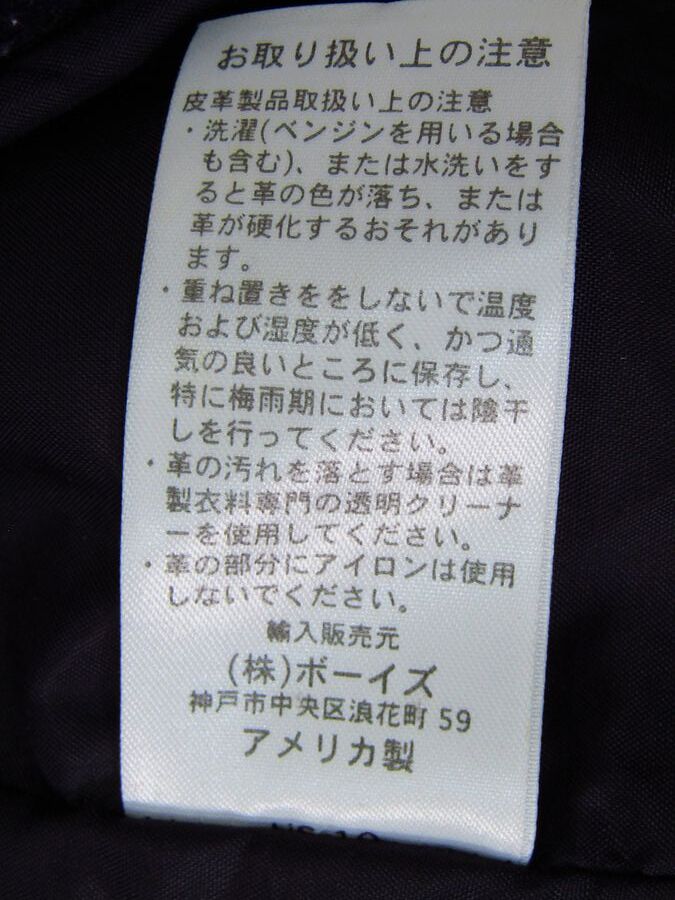 お取り扱い上の注意
皮革製品取扱い上の注意
・洗濯(ベンジンを用いる場合
も含む)、または水洗いをす
ると革の色が落ち、または
革が硬化するおそれがあり
ます。
・重ね置きををしないで温度
および湿度が低く、かつ通
気の良いところに保存し、
特に梅雨期においては陰干
しを行ってください。
・革の汚れを落とす場合は革
製衣料専門の透明クリーナ
ーを使用してください。
・革の部分にアイロンは使用
しないでください。
輸入販売元
(株)ボーイズ
神戸市中央区浪花町 59
アメリカ製